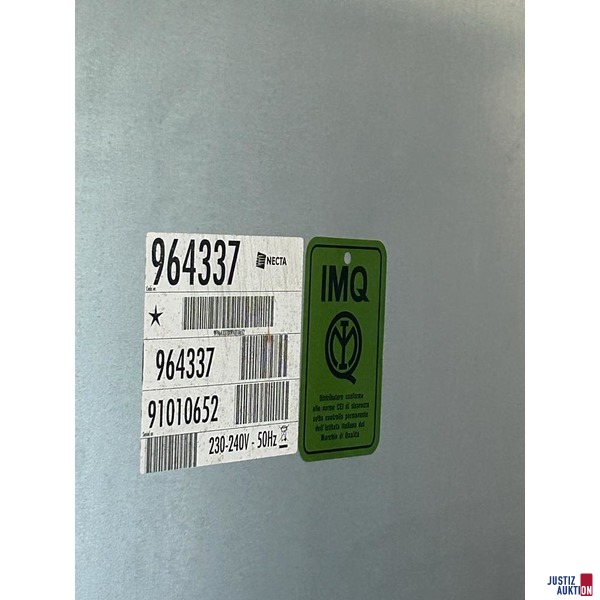 964337
NECTA
Code nr.
964337
91010652
Serial nr.
230-240V - 50Hz
IMQ
Distributore conforme
alle norme CEI di sicurezza
sotto controllo permanente
dell'Istituto Italiano del
Marchio di Qualità
JUSTIZ
AUKTION